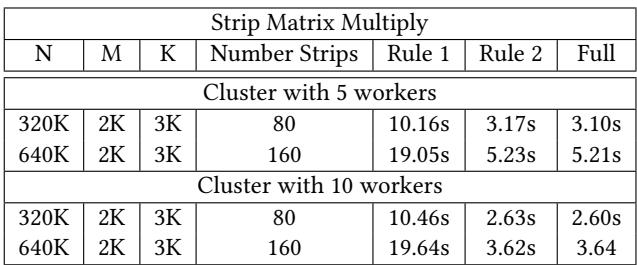 Strip Matrix Multiply
N M K Number Strips Rule 1 Rule 2 Full
Cluster with 5 workers
320K 2K 3K 80 10.16s 3.17s 3.10s
640K 2K 3K 160 19.05s 5.23s 5.21s
Cluster with 10 workers
320K 2K 3K 80 10.46s 2.63s 2.60s
640K 2K 3K 160 19.64s 3.62s 3.64